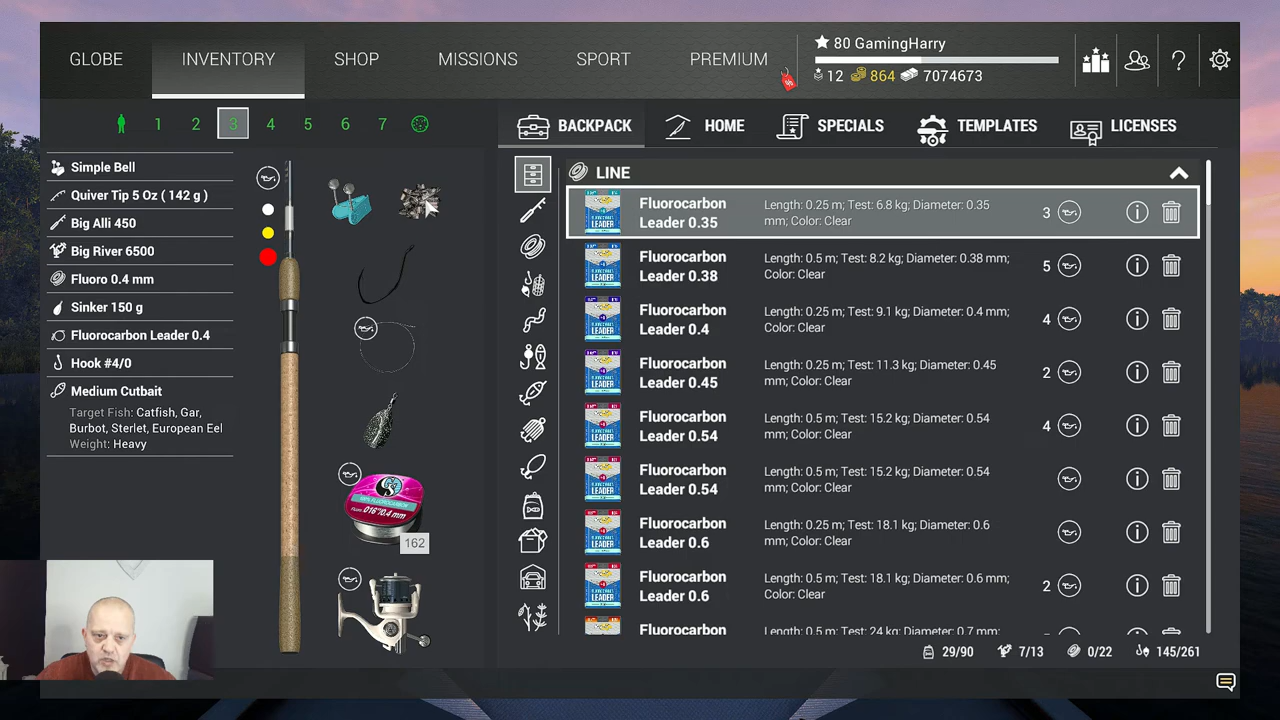 GLOBE
INVENTORY
SHOP
MISSIONS
SPORT
PREMIUM
80 GamingHarry
12 864 7074673
1 2 3 4 5 6 7
BACKPACK
HOME
SPECIALS
TEMPLATES
LICENSES
Simple Bell
Quiver Tip 5 Oz ( 142 g )
Big Alli 450
Big River 6500
Fluoro 0.4 mm
Sinker 150 g
Fluorocarbon Leader 0.4
Hook #4/0
Medium Cutbait
Target Fish: Catfish, Gar,
Burbot, Sterlet, European Eel
Weight: Heavy
162
LINE
Fluorocarbon
Leader 0.35
Length: 0.25 m; Test: 6.8 kg; Diameter: 0.35
mm; Color: Clear
3
Fluorocarbon
Leader 0.38
Length: 0.5 m; Test: 8.2 kg; Diameter: 0.38 mm;
Color: Clear
5
Fluorocarbon
Leader 0.4
Length: 0.25 m; Test: 9.1 kg; Diameter: 0.4 mm;
Color: Clear
4
Fluorocarbon
Leader 0.45
Length: 0.25 m; Test: 11.3 kg; Diameter: 0.45
mm; Color: Clear
2
Fluorocarbon
Leader 0.54
Length: 0.5 m; Test: 15.2 kg; Diameter: 0.54
mm; Color: Clear
4
Fluorocarbon
Leader 0.54
Length: 0.5 m; Test: 15.2 kg; Diameter: 0.54
mm; Color: Clear
Fluorocarbon
Leader 0.6
Length: 0.25 m; Test: 18.1 kg; Diameter: 0.6
mm; Color: Clear
Fluorocarbon
Leader 0.6
Length: 0.5 m; Test: 18.1 kg; Diameter: 0.6
mm; Color: Clear
2
Fluorocarbon
Length: 0.5 m; Test: 24 kg; Diameter: 0.7 mm;
29/90
7/13
0/22
145/261